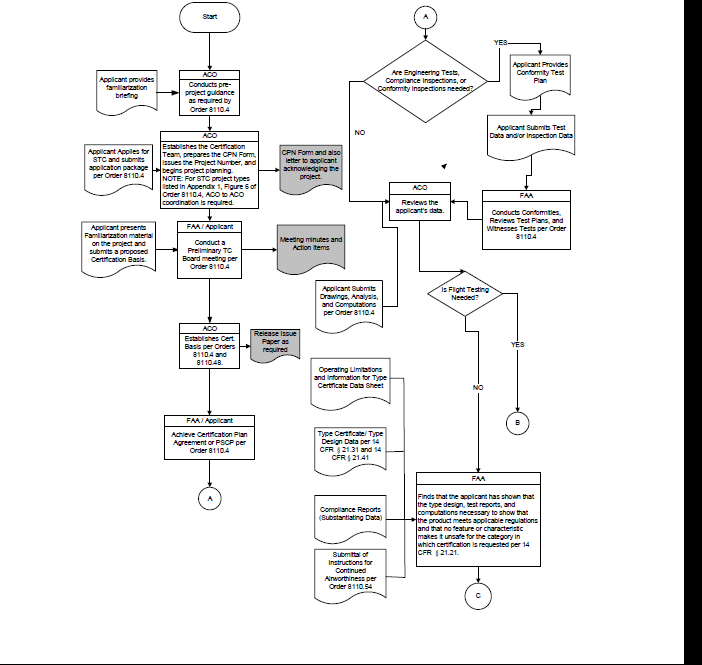 Start
Applicant provides
familiarization
briefing
ACO
Conducts pre-
project guidance
as required by
Order 8110.4
Applicant Applies for
STC and submits
application package
per Order 8110.4
ACO
Establishes the Certification
Team, prepares the CPN Form,
issues the Project Number, and
begins project planning.
NOTE: For STC project types
listed in Appendix 1, Figure 6 of
Order 8110.4, ACO to ACO
coordination is required.
CPN Form and also
letter to applicant
acknowledging the
project.
Applicant presents
Familiarization material
on the project and
submits a proposed
Certification Basis.
FAA / Applicant
Conduct a
Preliminary TC
Board meeting per
Order 8110.4
Meeting minutes and
Action Items
ACO
Establishes Cert.
Basis per Orders
8110.4 and
8110.48.
Release Issue
Paper as
required
FAA / Applicant
Achieve Certification Plan
Agreement or PSCP per
Order 8110.4
A
A
Are Engineering Tests,
Compliance Inspections, or
Conformity Inspections needed?
YES
NO
Applicant Provides
Conformity Test
Plan
Applicant Submits Test
Data and/or Inspection Data
FAA
Conducts Conformities,
Reviews Test Plans, and
Witnesses Tests per Order
8110.4
ACO
Reviews the
applicant's data.
Applicant Submits
Drawings, Analysis,
and Computations
per Order 8110.4
Is Flight Testing
Needed?
YES
NO
B
Operating Limitations
and Information for Type
Certificate Data Sheet
Type Certificate/ Type
Design Data per 14
CFR § 21.31 and 14
CFR § 21.41
Compliance Reports
(Substantiating Data)
Submittal of
Instructions for
Continued
Airworthiness per
Order 8110.54
FAA
Finds that the applicant has shown that
the type design, test reports, and
computations necessary to show that
the product meets applicable regulations
and that no feature or characteristic
makes it unsafe for the category in
which certification is requested per 14
CFR § 21.21.
C